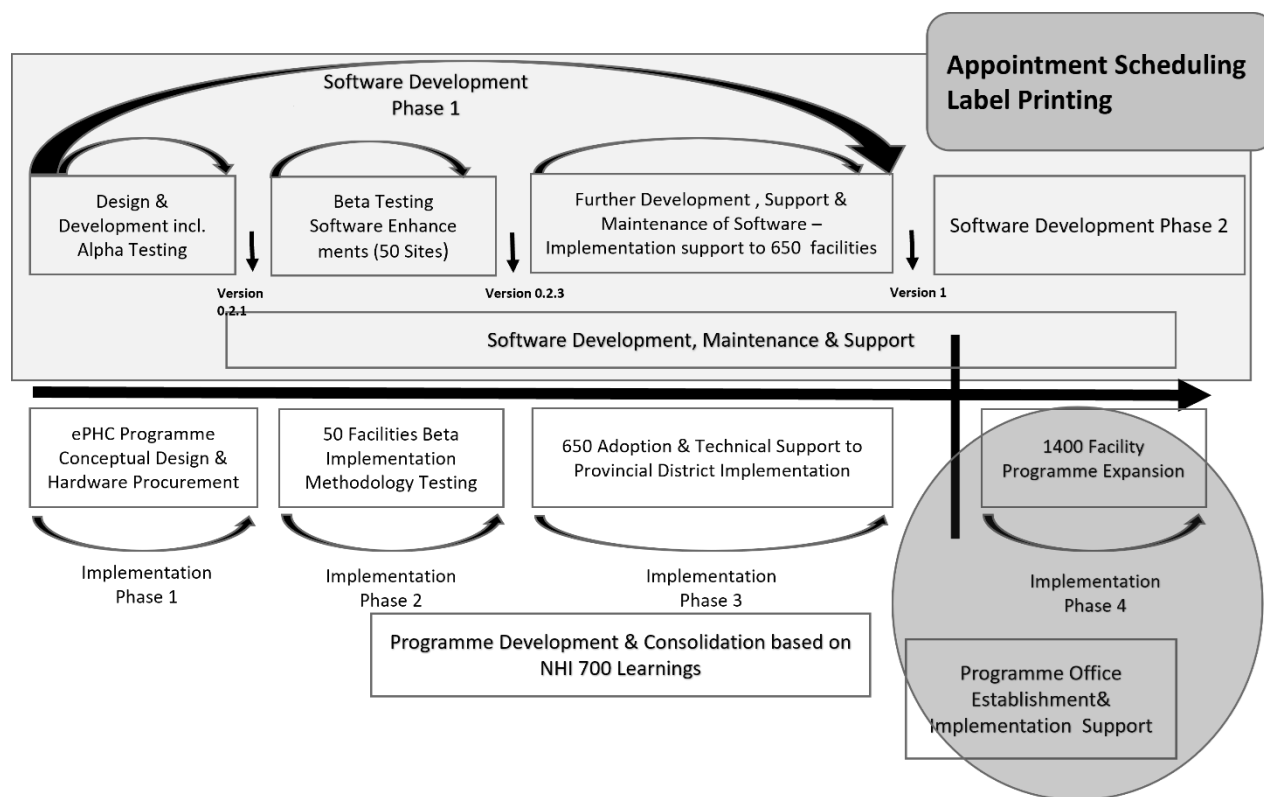 Appointment Scheduling
Label Printing
Software Development
Phase 1
Design &
Development incl.
Alpha Testing
Beta Testing
Software Enhance
ments (50 Sites)
Further Development , Support &
Maintenance of Software –
Implementation support to 650 facilities
Software Development Phase 2
Version
0.2.1
Version 0.2.3
Version 1
Software Development, Maintenance & Support
ePHC Programme
Conceptual Design &
Hardware Procurement
50 Facilities Beta
Implementation
Methodology Testing
650 Adoption & Technical Support to
Provincial District Implementation
1400 Facility
Programme Expansion
Implementation
Phase 1
Implementation
Phase 2
Implementation
Phase 3
Implementation
Phase 4
Programme Development & Consolidation based on
NHI 700 Learnings
Programme Office
Establishment&
Implementation Support